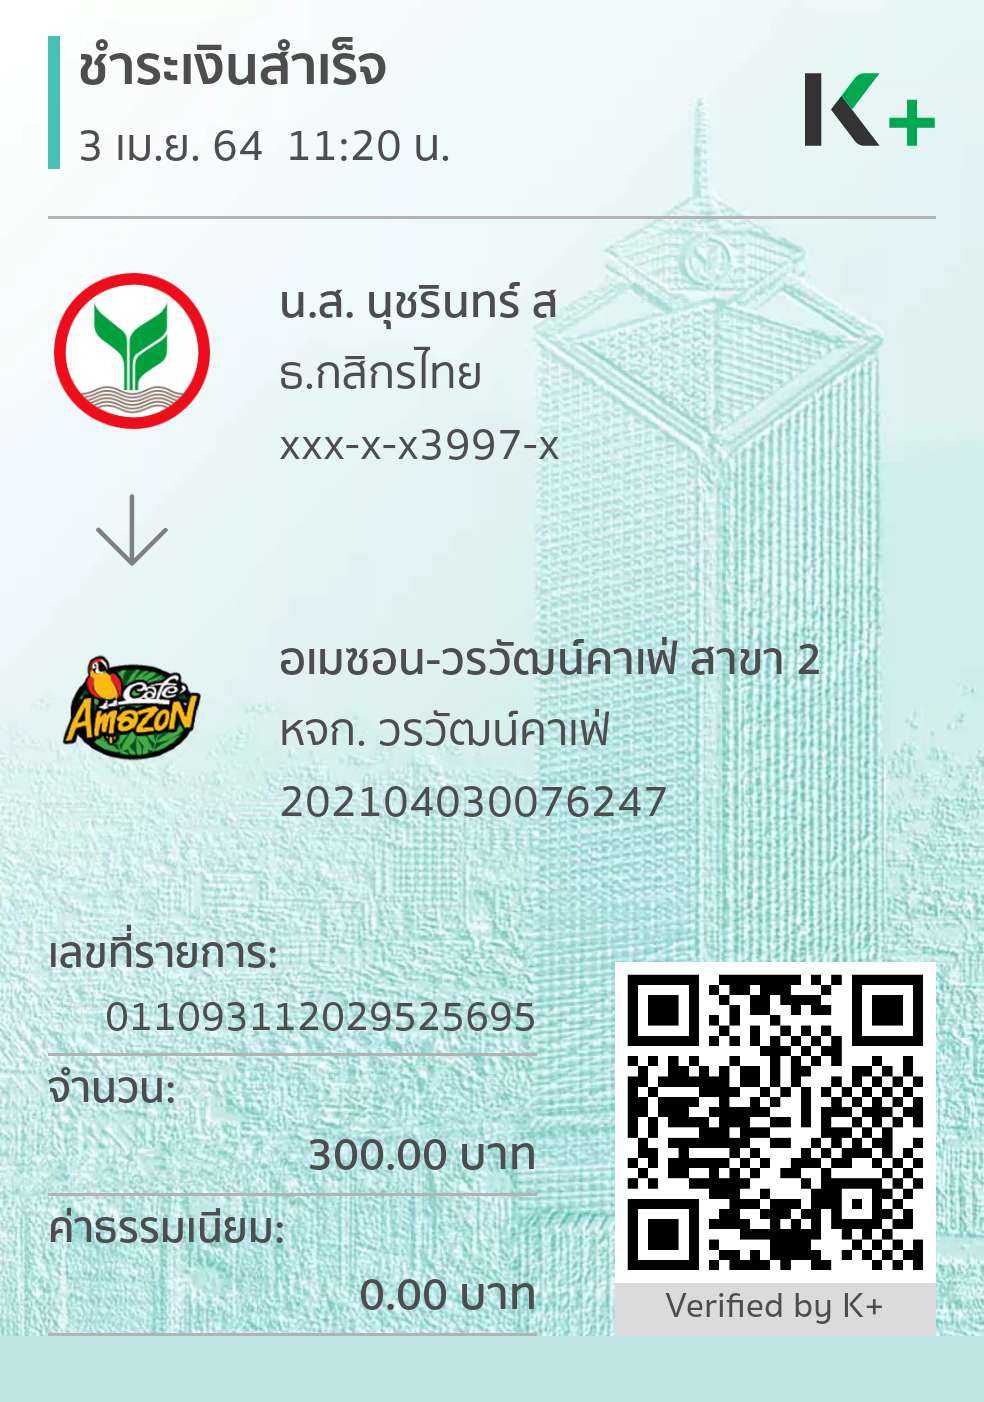 ชำระเงินสำเร็จ
3 เม.ย. 64  11:20 น.
K+
น.ส. นุชรินทร์ ส
ธ.กสิกรไทย
xxx-x-x3997-x
Café Amazon
อเมซอน-วรวัฒน์คาเฟ่ สาขา 2
หจก. วรวัฒน์คาเฟ่
202104030076247
เลขที่รายการ:
011093112029525695
จำนวน:
300.00 บาท
ค่าธรรมเนียม:
0.00 บาท
Verified by K+